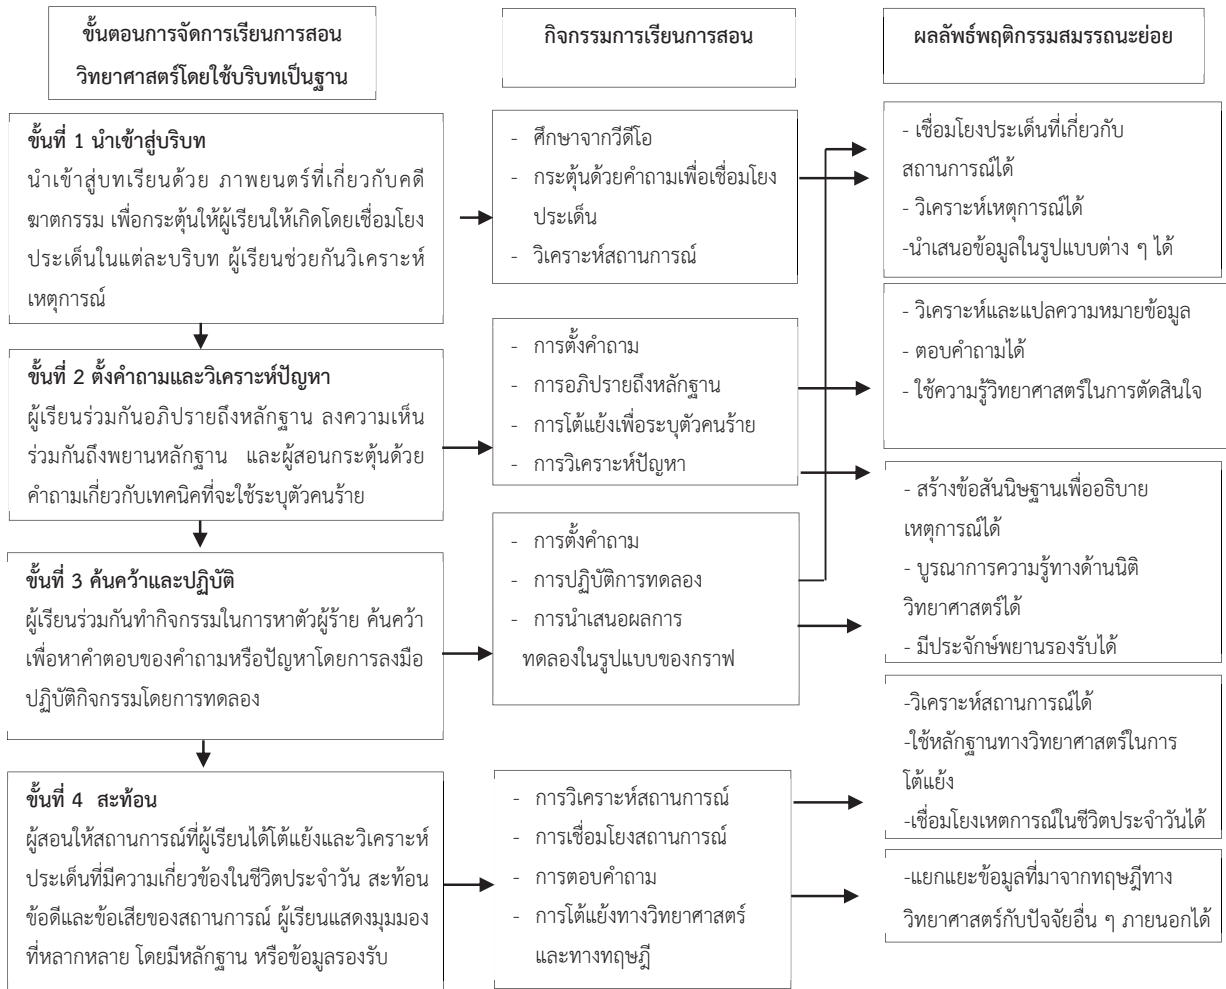 ขั้นตอนการจัดการเรียนการสอน
วิทยาศาสตร์โดยใช้บริบทเป็นฐาน
กิจกรรมการเรียนการสอน
ผลลัพธ์พฤติกรรมสมรรถนะย่อย
ขั้นที่ 1 นำเข้าสู่บริบท
นำเข้าสู่บทเรียนด้วย ภาพยนตร์ที่เกี่ยวกับคดี
ฆาตกรรม เพื่อกระตุ้นให้ผู้เรียนให้เกิดโดยเชื่อมโยง
ประเด็นในแต่ละบริบท ผู้เรียนช่วยกันวิเคราะห์
เหตุการณ์
- ศึกษาจากวีดีโอ
- กระตุ้นด้วยคำถามเพื่อเชื่อมโยง
ประเด็น
- วิเคราะห์สถานการณ์
- เชื่อมโยงประเด็นที่เกี่ยวกับ
สถานการณ์ได้
- วิเคราะห์เหตุการณ์ได้
-นำเสนอข้อมูลในรูปแบบต่าง ๆ ได้
ขั้นที่ 2 ตั้งคำถามและวิเคราะห์ปัญหา
ผู้เรียนร่วมกันอภิปรายถึงหลักฐาน ลงความเห็น
ร่วมกันถึงพยานหลักฐาน และผู้สอนกระตุ้นด้วย
คำถามเกี่ยวกับเทคนิคที่จะใช้ระบุตัวคนร้าย
- การตั้งคำถาม
- การอภิปรายถึงหลักฐาน
- การโต้แย้งเพื่อระบุตัวคนร้าย
- การวิเคราะห์ปัญหา
- วิเคราะห์และแปลความหมายข้อมูล
- ตอบคำถามได้
- ใช้ความรู้วิทยาศาสตร์ในการตัดสินใจ
ขั้นที่ 3 ค้นคว้าและปฏิบัติ
ผู้เรียนร่วมกันทำกิจกรรมในการหาตัวผู้ร้าย ค้นคว้า
เพื่อหาคำตอบของคำถามหรือปัญหาโดยการลงมือ
ปฏิบัติกิจกรรมโดยการทดลอง
- การตั้งคำถาม
- การปฏิบัติการทดลอง
- การนำเสนอผลการ
ทดลองในรูปแบบของกราฟ
- สร้างข้อสันนิษฐานเพื่ออธิบาย
เหตุการณ์ได้
- บูรณาการความรู้ทางด้านนิติ
วิทยาศาสตร์ได้
- มีประจักษ์พยานรองรับได้
ขั้นที่ 4 สะท้อน
ผู้สอนให้สถานการณ์ที่ผู้เรียนได้โต้แย้งและวิเคราะห์
ประเด็นที่มีความเกี่ยวข้องในชีวิตประจำวัน สะท้อน
ข้อดีและข้อเสียของสถานการณ์ ผู้เรียนแสดงมุมมอง
ที่หลากหลาย โดยมีหลักฐาน หรือข้อมูลรองรับ
- การวิเคราะห์สถานการณ์
- การเชื่อมโยงสถานการณ์
- การตอบคำถาม
- การโต้แย้งทางวิทยาศาสตร์
และทางทฤษฎี
-วิเคราะห์สถานการณ์ได้
-ใช้หลักฐานทางวิทยาศาสตร์ในการ
โต้แย้ง
-เชื่อมโยงเหตการณ์ในชีวิตประจำวันได้
-แยกแยะข้อมูลที่มาจากทฤษฎีทาง
วิทยาศาสตร์กับปัจจัยอื่น ๆ ภายนอกได้